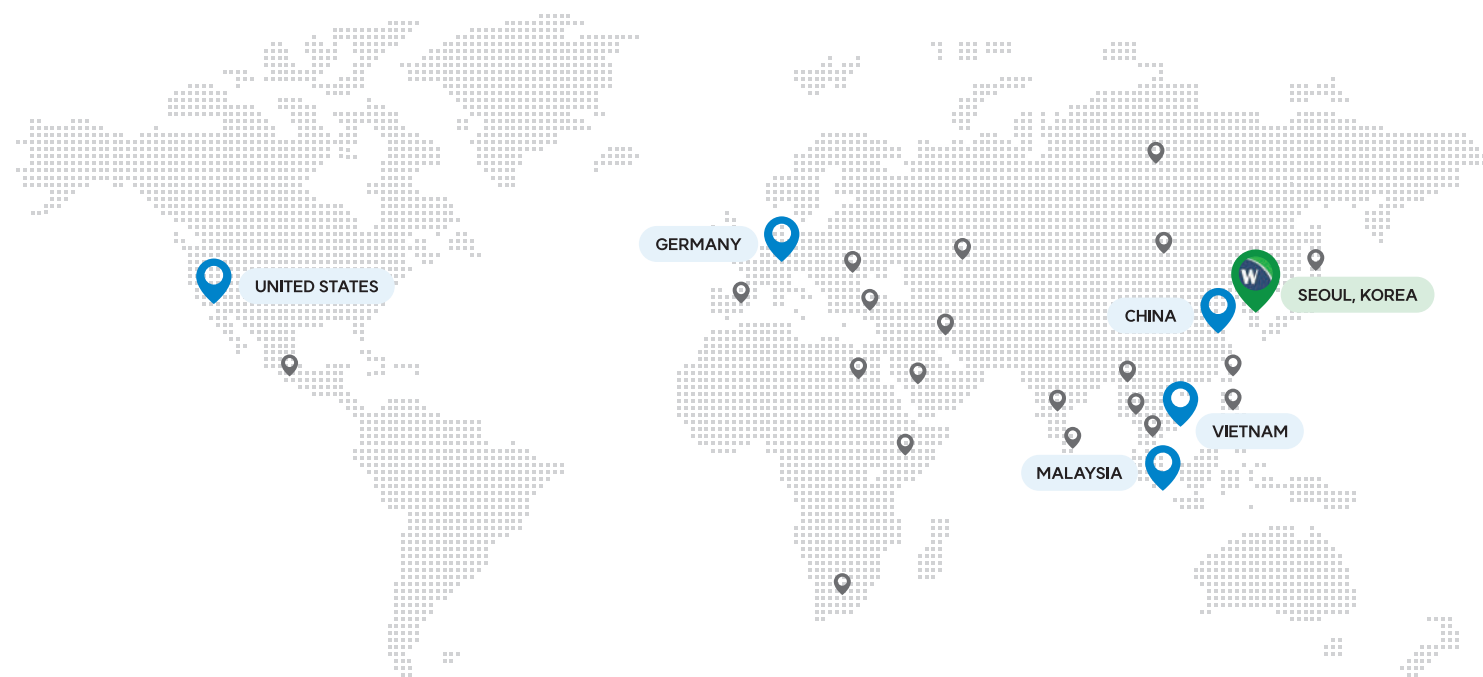 GERMANY
UNITED STATES
W
SEOUL, KOREA
CHINA
VIETNAM
MALAYSIA